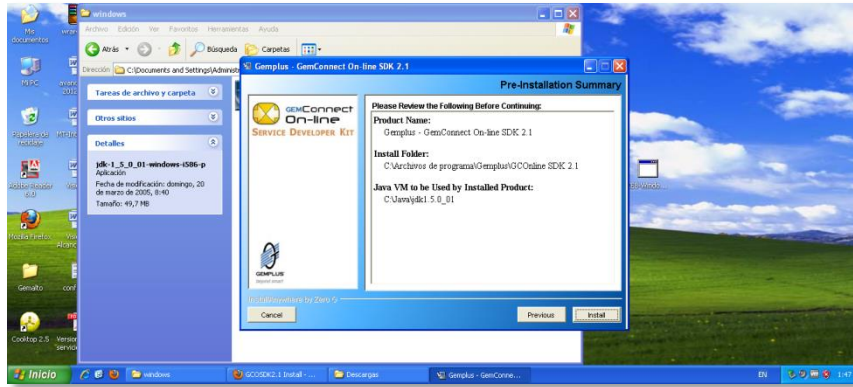 windows
Archivo Edición Ver Favoritos Herramientas Ayuda
Atrás Búsqueda Carpetas
Dirección C:\Documents and Settings\Adminis
Mis documentos
Mi PC
Papelera de reciclaje
Adobe Reader 6.0
Mozilla Firefox
Gemalto
Cooktop 2.5
Tareas de archivo y carpeta
Otros sitios
Detalles
jdk-1_5_0_01-windows-i586-p
Aplicación
Fecha de modificación: domingo, 20
de marzo de 2005, 8:40
Tamaño: 49,7 MB
Gemplus - GemConnect On-line SDK 2.1
Pre-Installation Summary
GEMConnect
On-line
SERVICE DEVELOPER KIT
GEMPLUS
Please Review the Following Before Continuing:
Product Name:
Gemplus - GemConnect On-line SDK 2.1
Install Folder:
C:\Archivos de programa\Gemplus\GCOnline SDK 2.1
Java VM to be Used by Installed Product:
C:\Java\jdk1.5.0_01
InstallAnywhere by Zero G
Cancel Previous Install
Inicio windows GCOSDK2.1 Install - ... Descargas Gemplus - GemConne... EN 1:47